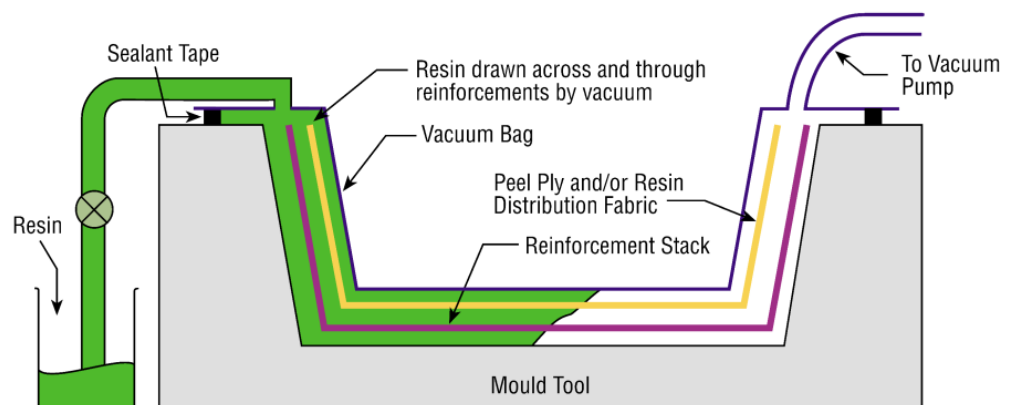 Sealant Tape
Resin drawn across and through
reinforcements by vacuum
To Vacuum
Pump
Vacuum Bag
Peel Ply and/or Resin
Distribution Fabric
Resin
Reinforcement Stack
Mould Tool